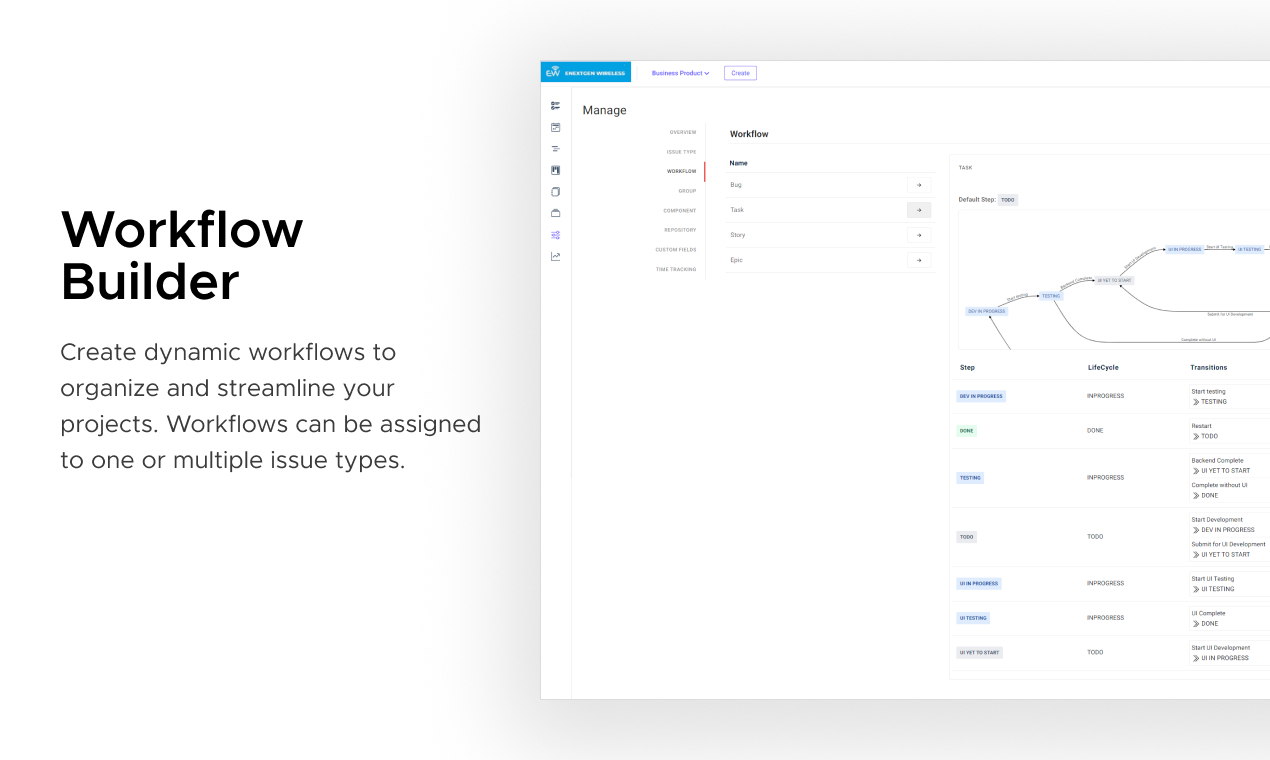 Workflow
Builder
Create dynamic workflows to
organize and streamline your
projects. Workflows can be assigned
to one or multiple issue types.
EW ENEXTGEN WIRELESS
Business Product
Create
Manage
OVERVIEW
ISSUE TYPE
WORKFLOW
GROUP
COMPONENT
REPOSITORY
CUSTOM FIELDS
TIME TRACKING
Workflow
Name
Bug
Task
Story
Epic
TASK
Default Step: TODO
Start UI Development
UI IN PROGRESS
Start UI Testing
UI TESTING
Backend Complete
UI YET TO START
Start testing
TESTING
DEV IN PROGRESS
Submit for UI Development
Complete without UI
Step LifeCycle Transitions
DEV IN PROGRESS INPROGRESS Start testing
TESTING
DONE DONE Restart
TODO
TESTING INPROGRESS Backend Complete
UI YET TO START
Complete without UI
DONE
TODO TODO Start Development
DEV IN PROGRESS
Submit for UI Development
UI YET TO START
UI IN PROGRESS INPROGRESS Start UI Testing
UI TESTING
UI TESTING INPROGRESS UI Complete
DONE
UI YET TO START TODO Start UI Development
UI IN PROGRESS